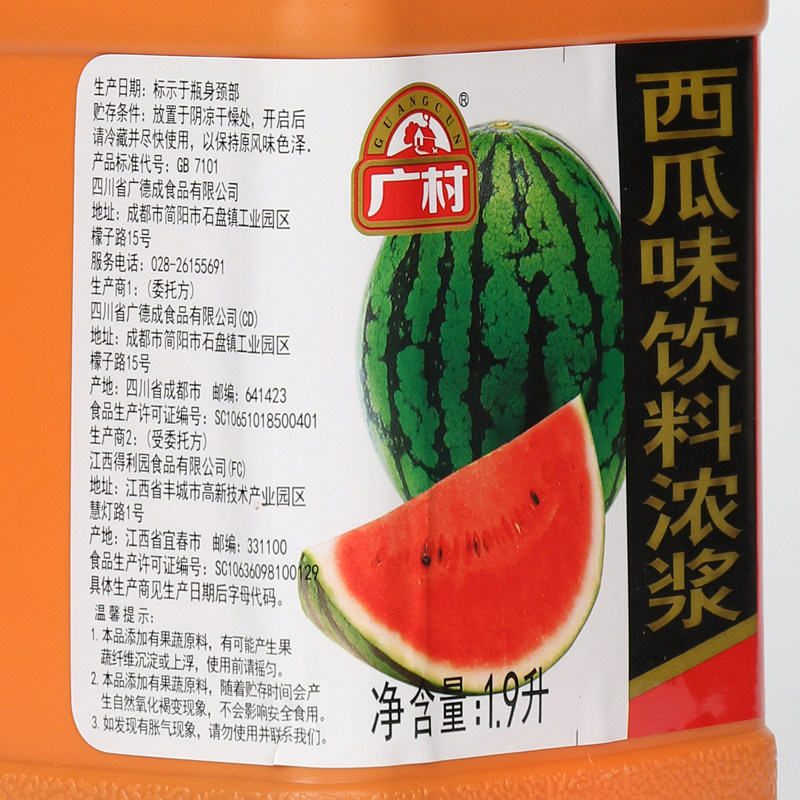 生产日期：标示于瓶身颈部
贮存条件：放置于阴凉干燥处，开启后
请冷藏并尽快使用，以保持原风味色泽.
产品标准代号：GB 7101
四川省广德成食品有限公司
地址：成都市简阳市石盘镇工业园区
檬子路15号
服务电话：028-26155691
生产商1：(委托方)
四川省广德成食品有限公司(CD)
地址：成都市简阳市石盘镇工业园区
檬子路15号
产地：四川省成都市 邮编：641423
食品生产许可证编号：SC10651018500401
生产商2：(受委托方)
江西得利园食品有限公司(FC)
地址：江西省丰城市高新技术产业园区
慧灯路1号
产地：江西省宜春市 邮编：331100
食品生产许可证编号：SC10636098100129
具体生产商见生产日期后字母代码。
温馨提示：
1.本品添加有果蔬原料，有可能产生果
蔬纤维沉淀或上浮，使用前请摇匀。
2.本品添加有果蔬原料，随着贮存时间会产
生自然氧化褐变现象，不会影响安全食用。
3.如发现有胀气现象，请勿使用并联系我们。
GUANGCUN
®
广村
净含量:1.9升
西瓜味饮料浓浆